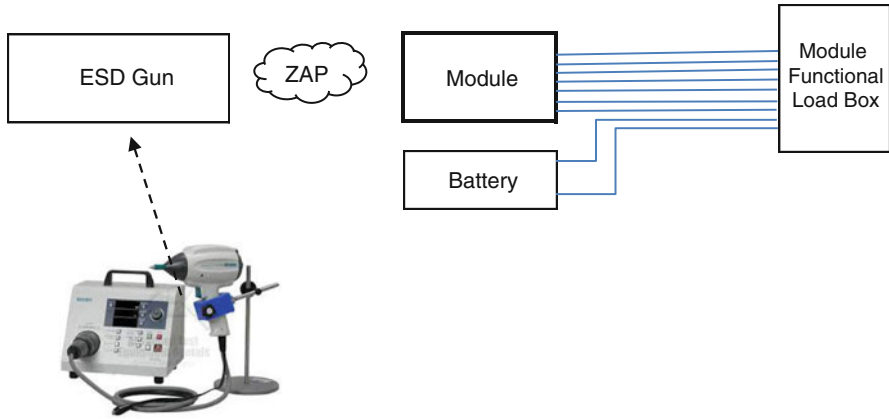 ESD Gun
ZAP
Module
Module
Functional
Load Box
Battery